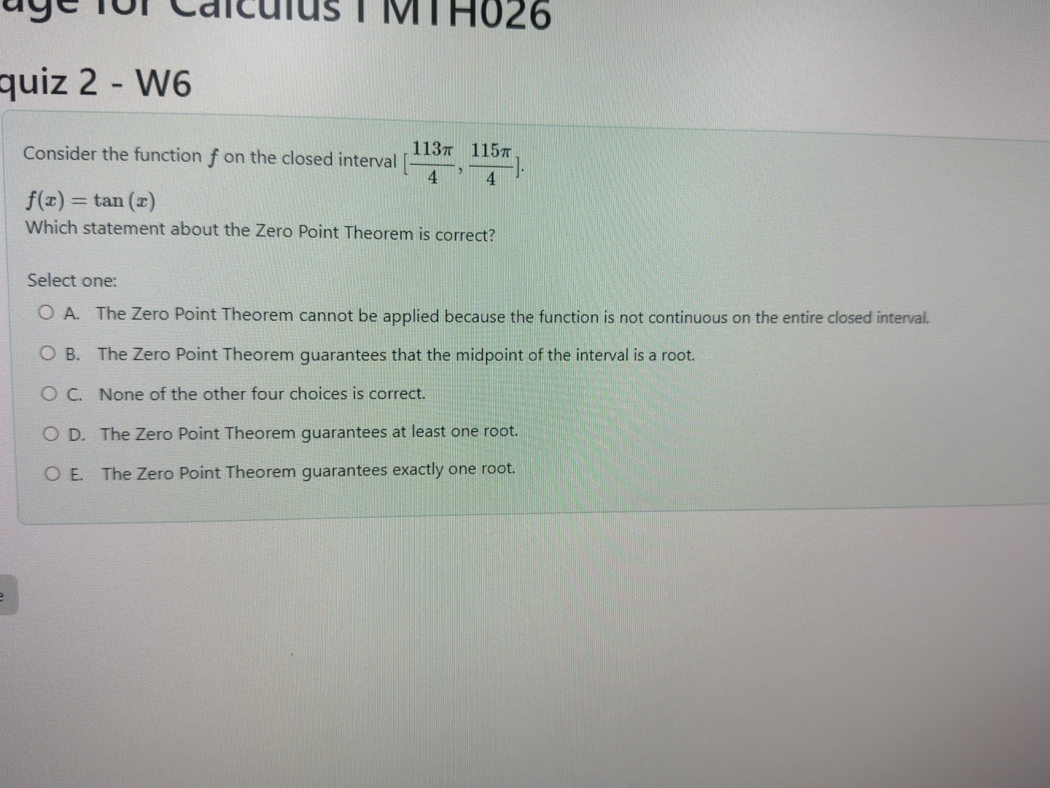 for Calculus I MTH026
quiz 2 - W6
Consider the function f on the closed interval [113π/4, 115π/4].
f(x) = tan (x)
Which statement about the Zero Point Theorem is correct?
Select one:
A. The Zero Point Theorem cannot be applied because the function is not continuous on the entire closed interval.
B. The Zero Point Theorem guarantees that the midpoint of the interval is a root.
C. None of the other four choices is correct.
D. The Zero Point Theorem guarantees at least one root.
E. The Zero Point Theorem guarantees exactly one root.